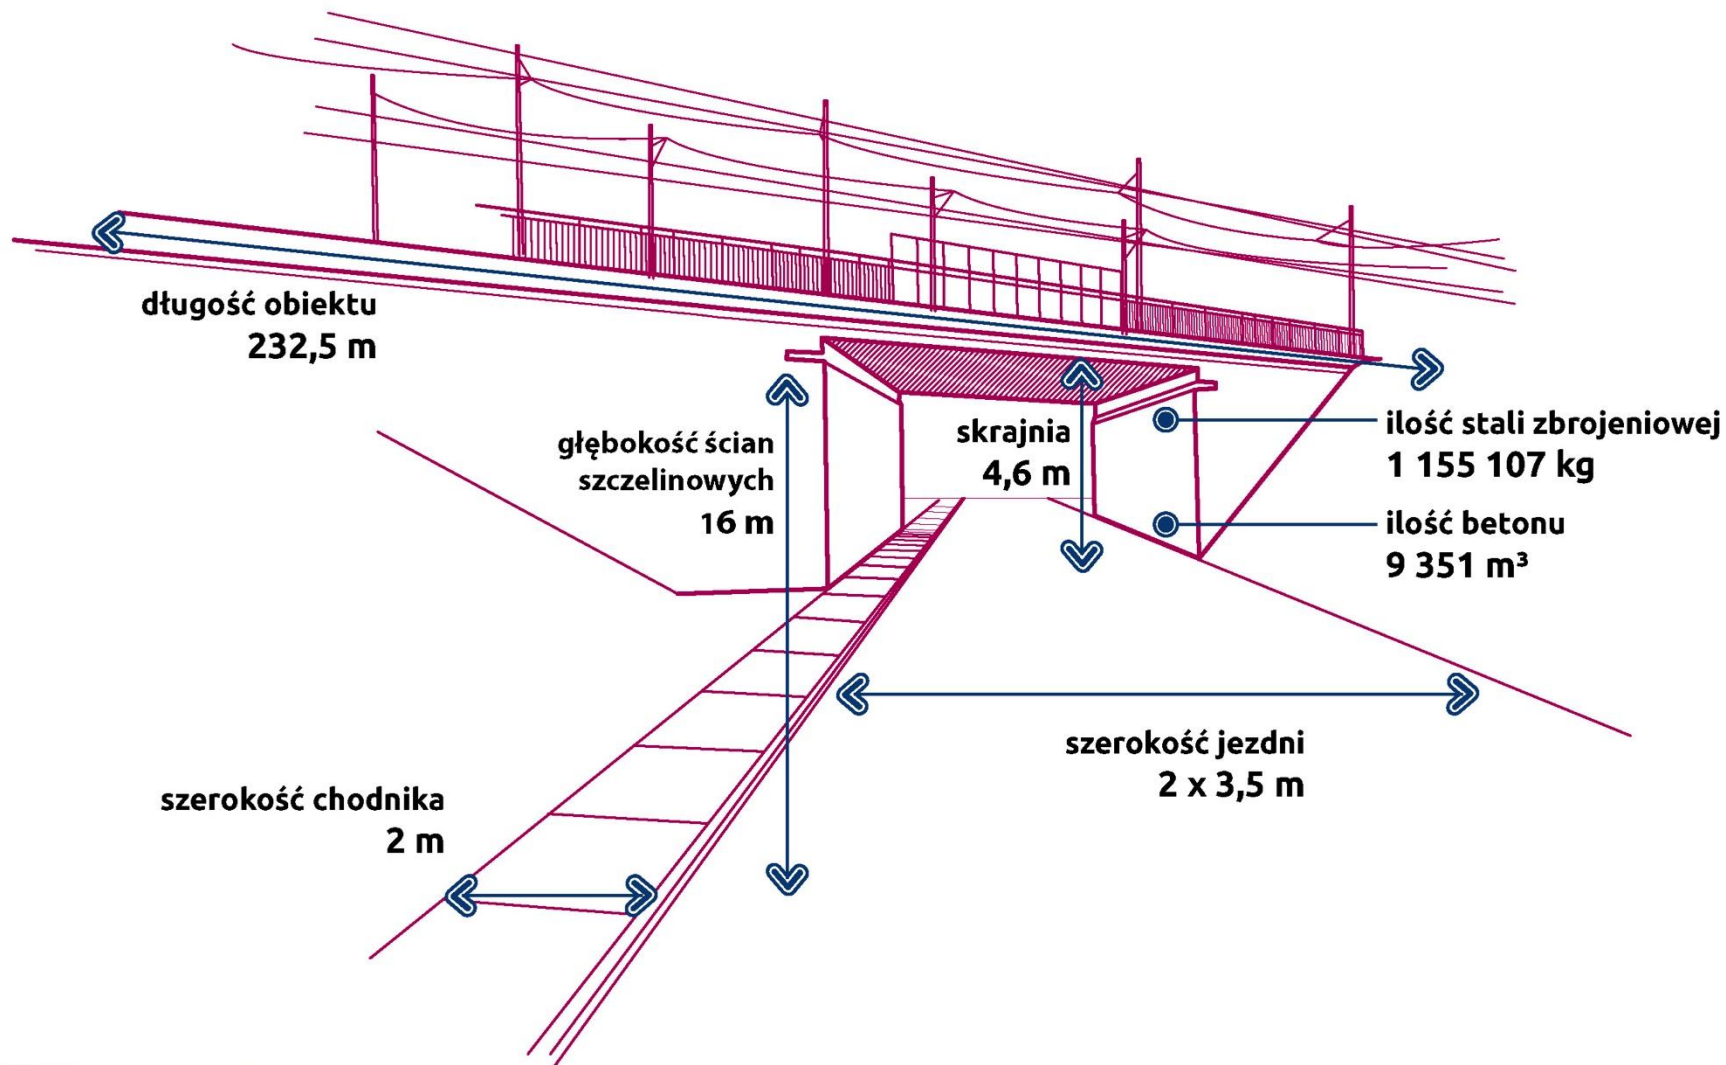 długość obiektu
232,5 m
głębokość ścian
szczelinowych
16 m
skrajnia
4,6 m
ilość stali zbrojeniowej
1 155 107 kg
ilość betonu
9 351 m³
szerokość jezdni
2 x 3,5 m
szerokość chodnika
2 m